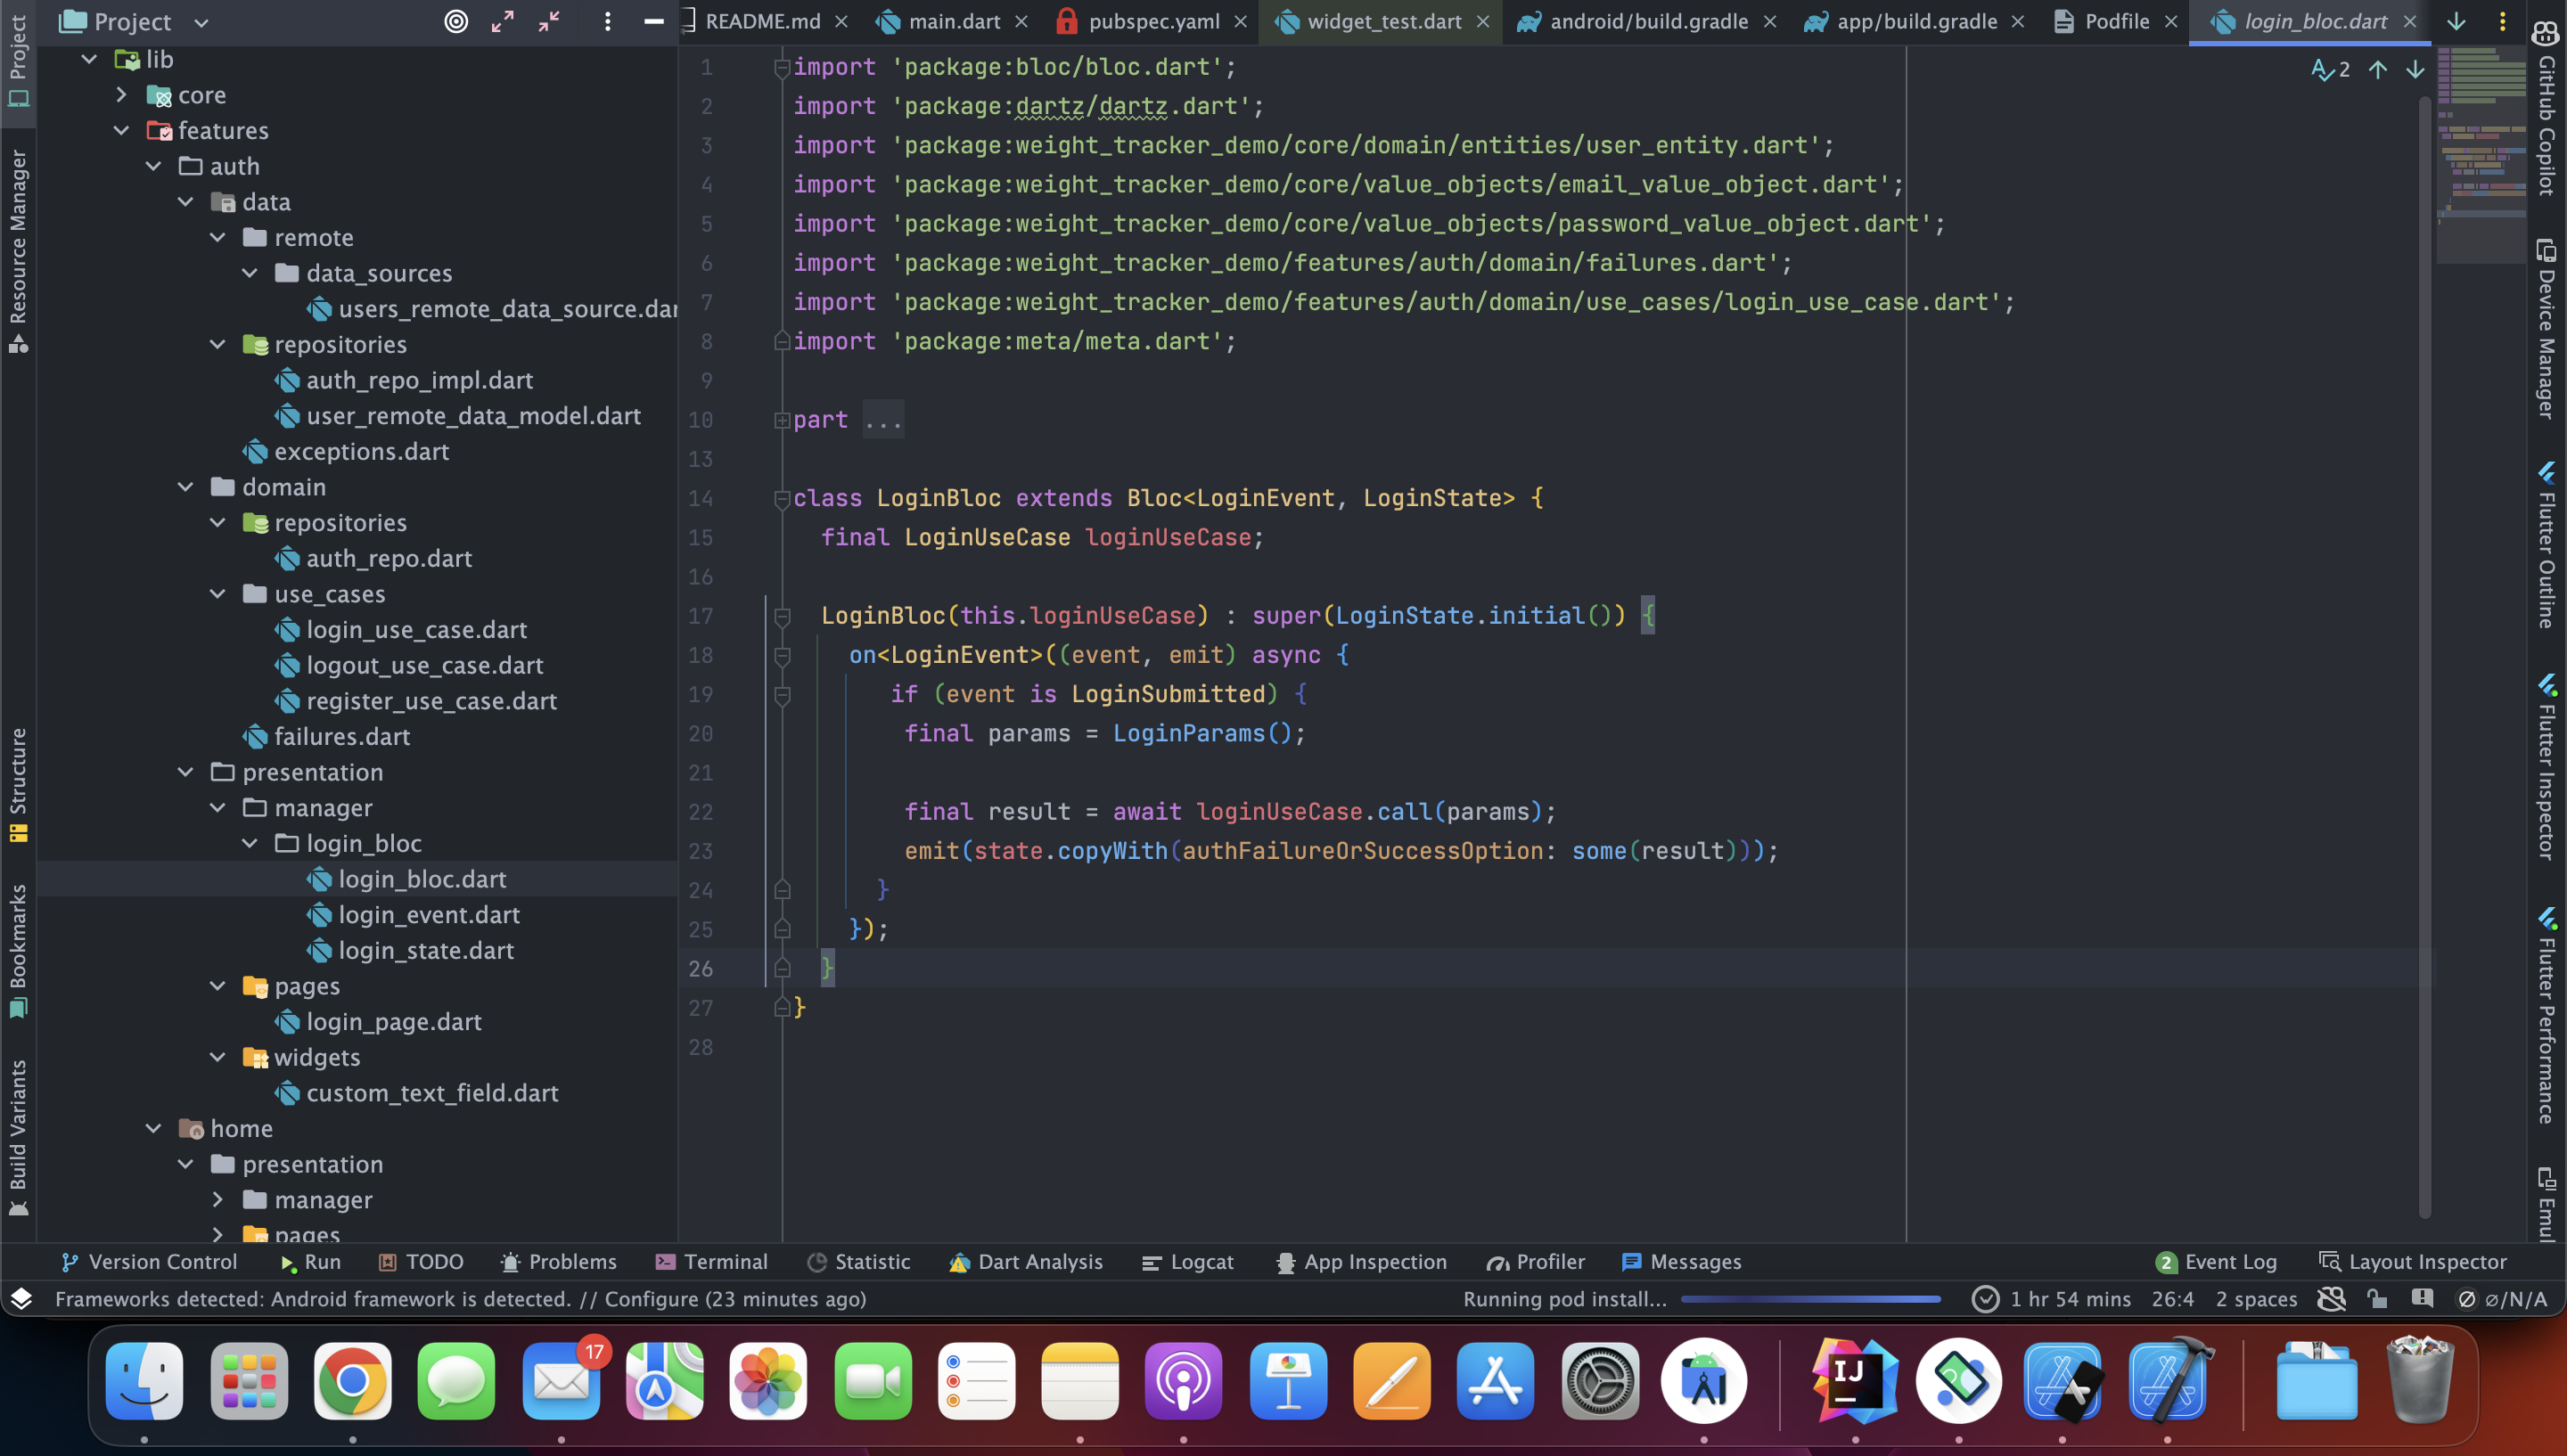 Project
README.md
main.dart
pubspec.yaml
widget_test.dart
android/build.gradle
app/build.gradle
Podfile
login_bloc.dart
Project
Resource Manager
Structure
Bookmarks
Build Variants
lib
core
features
auth
data
remote
data_sources
users_remote_data_source.dar
repositories
auth_repo_impl.dart
user_remote_data_model.dart
exceptions.dart
domain
repositories
auth_repo.dart
use_cases
login_use_case.dart
logout_use_case.dart
register_use_case.dart
failures.dart
presentation
manager
login_bloc
login_bloc.dart
login_event.dart
login_state.dart
pages
login_page.dart
widgets
custom_text_field.dart
home
presentation
manager
pages
1 import 'package:bloc/bloc.dart';
2 import 'package:dartz/dartz.dart';
3 import 'package:weight_tracker_demo/core/domain/entities/user_entity.dart';
4 import 'package:weight_tracker_demo/core/value_objects/email_value_object.dart';
5 import 'package:weight_tracker_demo/core/value_objects/password_value_object.dart';
6 import 'package:weight_tracker_demo/features/auth/domain/failures.dart';
7 import 'package:weight_tracker_demo/features/auth/domain/use_cases/login_use_case.dart';
8 import 'package:meta/meta.dart';
9
10 part ...
13
14 class LoginBloc extends Bloc<LoginEvent, LoginState> {
15 final LoginUseCase loginUseCase;
16
17 LoginBloc(this.loginUseCase) : super(LoginState.initial()) {
18 on<LoginEvent>((event, emit) async {
19 if (event is LoginSubmitted) {
20 final params = LoginParams();
21
22 final result = await loginUseCase.call(params);
23 emit(state.copyWith(authFailureOrSuccessOption: some(result)));
24 }
25 });
26 }
27 }
28
2
GitHub Copilot
Device Manager
Flutter Outline
Flutter Inspector
Flutter Performance
Emul
Version Control
Run
TODO
Problems
Terminal
Statistic
Dart Analysis
Logcat
App Inspection
Profiler
Messages
2 Event Log
Layout Inspector
Frameworks detected: Android framework is detected. // Configure (23 minutes ago)
Running pod install...
1 hr 54 mins
26:4
2 spaces
⌀/N/A
17
IJ